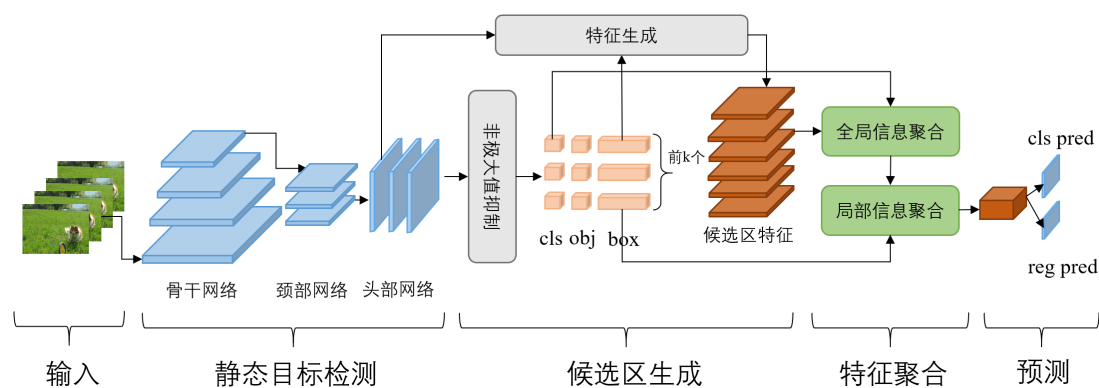 特征生成
非极大值抑制
前k个
全局信息聚合
局部信息聚合
cls pred
reg pred
cls obj box
候选区特征
骨干网络
颈部网络
头部网络
输入
静态目标检测
候选区生成
特征聚合
预测